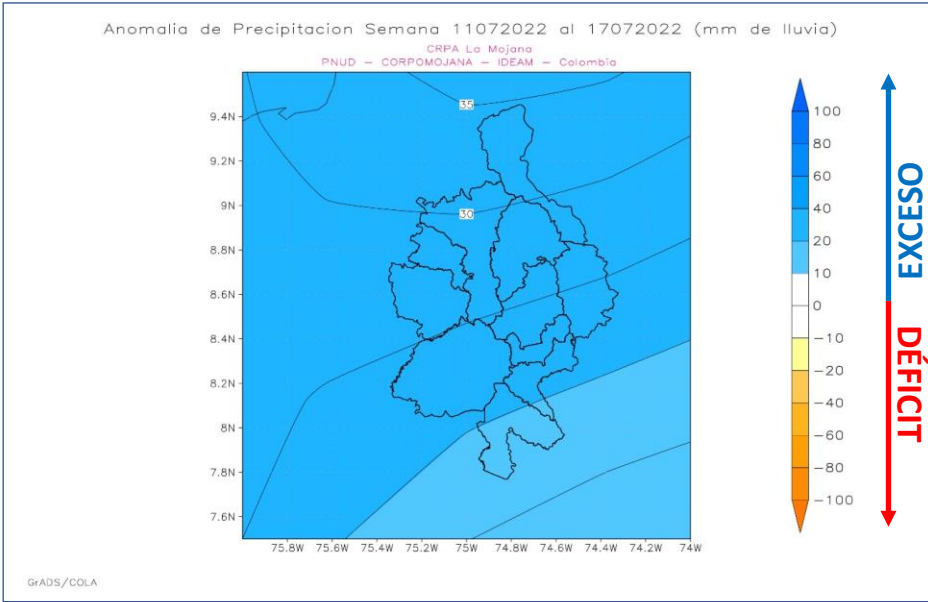 Anomalia de Precipitacion Semana 11072022 al 17072022 (mm de lluvia)
CRPA La Mojana
PNUD – CORPOMOJANA – IDEAM – Colombia
9.4N
9.2N
9N
8.8N
8.6N
8.4N
8.2N
8N
7.8N
7.6N
35
30
75.8W 75.6W 75.4W 75.2W 75W 74.8W 74.6W 74.4W 74.2W 74W
100
80
60
40
20
10
0
−10
−20
−40
−60
−80
−100
EXCESO
DÉFICIT
GrADS/COLA